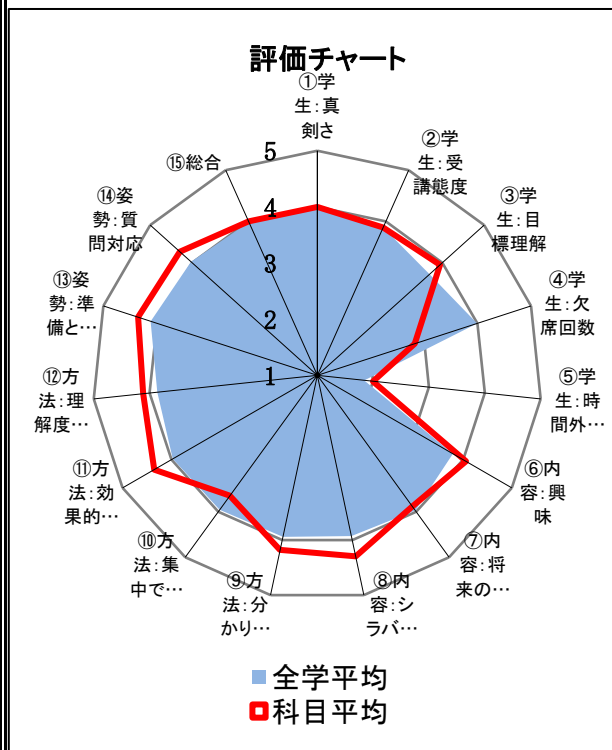 評価チャート
①学
生:真
剣さ
②学
生:受
講態度
③学
生:目
標理解
④学
生:欠
席回数
⑤学
生:時
間外…
⑥内
容:興
味
⑦内
容:将
来の…
⑧内
容:シ
ラバ…
⑨方
法:分
かり…
⑩方
法:集
中で…
⑪方
法:効
果的…
⑫方
法:理
解度…
⑬姿
勢:準
備と…
⑭姿
勢:質
問対応
⑮総合
5
4
3
2
1
全学平均
科目平均